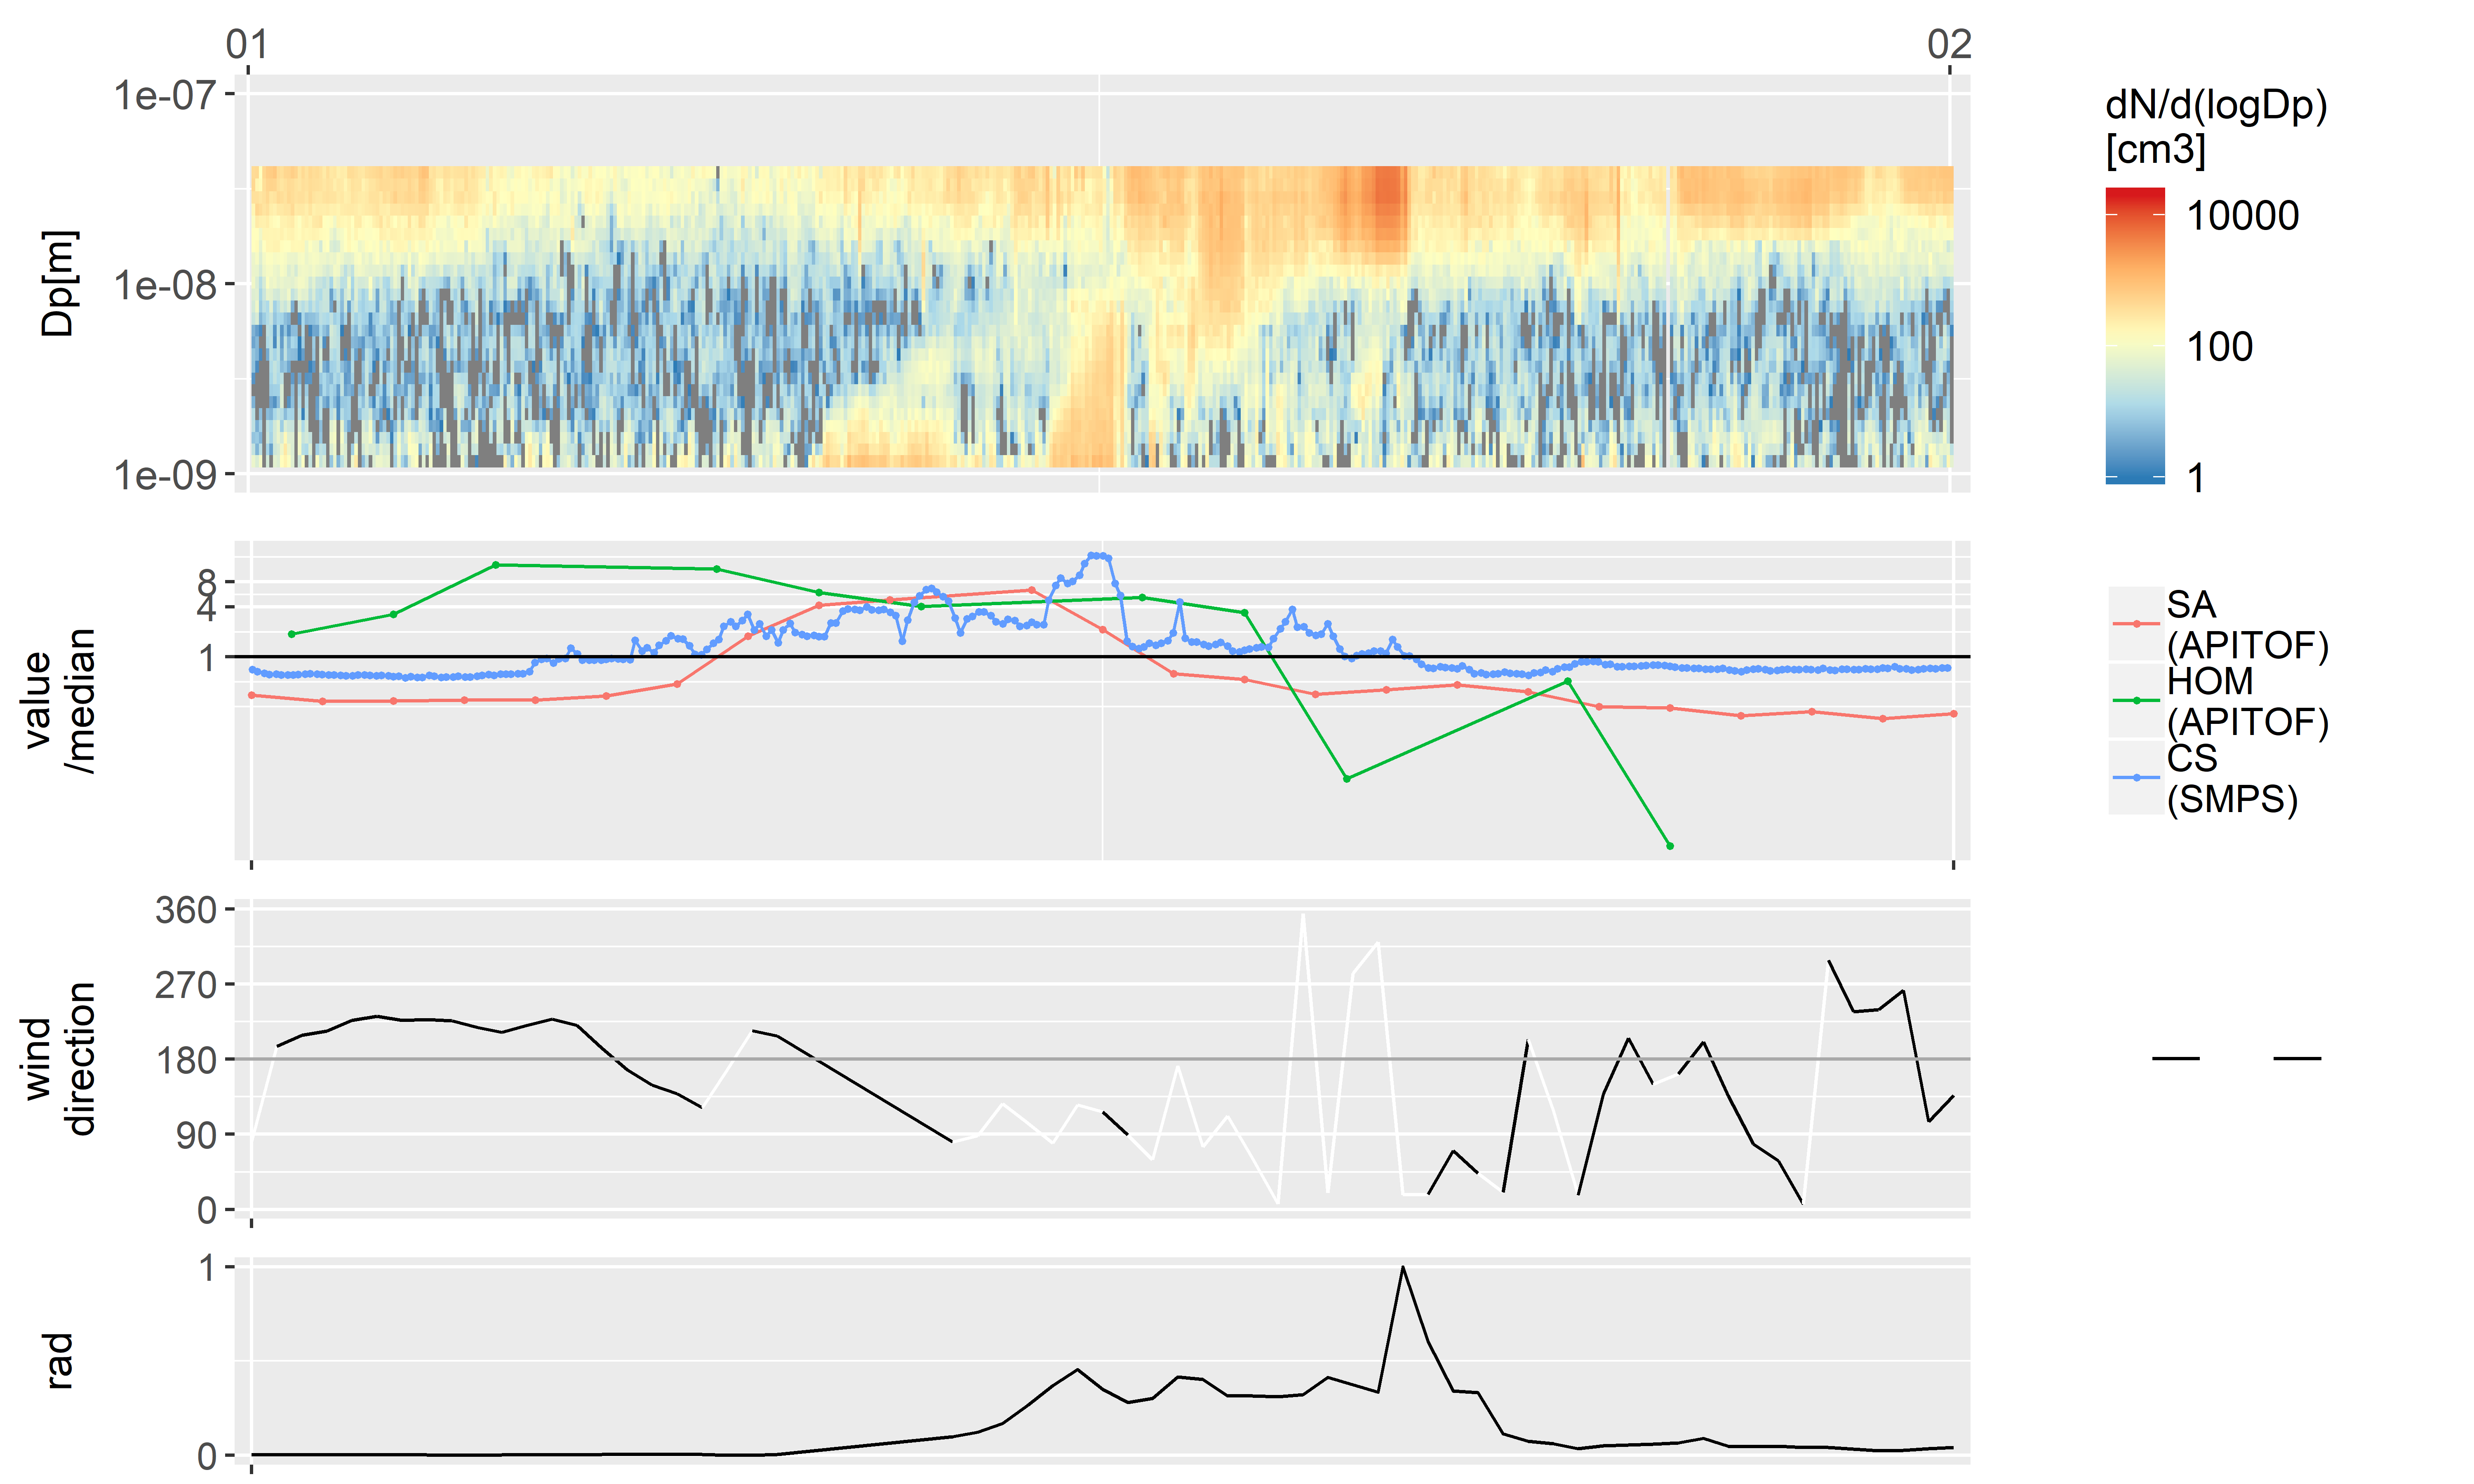 01
02
1e-07
1e-08
1e-09
Dp[m]
dN/d(logDp)
[cm3]
10000
100
1
8
4
1
value
/median
SA
(APITOF)
HOM
(APITOF)
CS
(SMPS)
360
270
180
90
0
wind
direction
1
0
rad